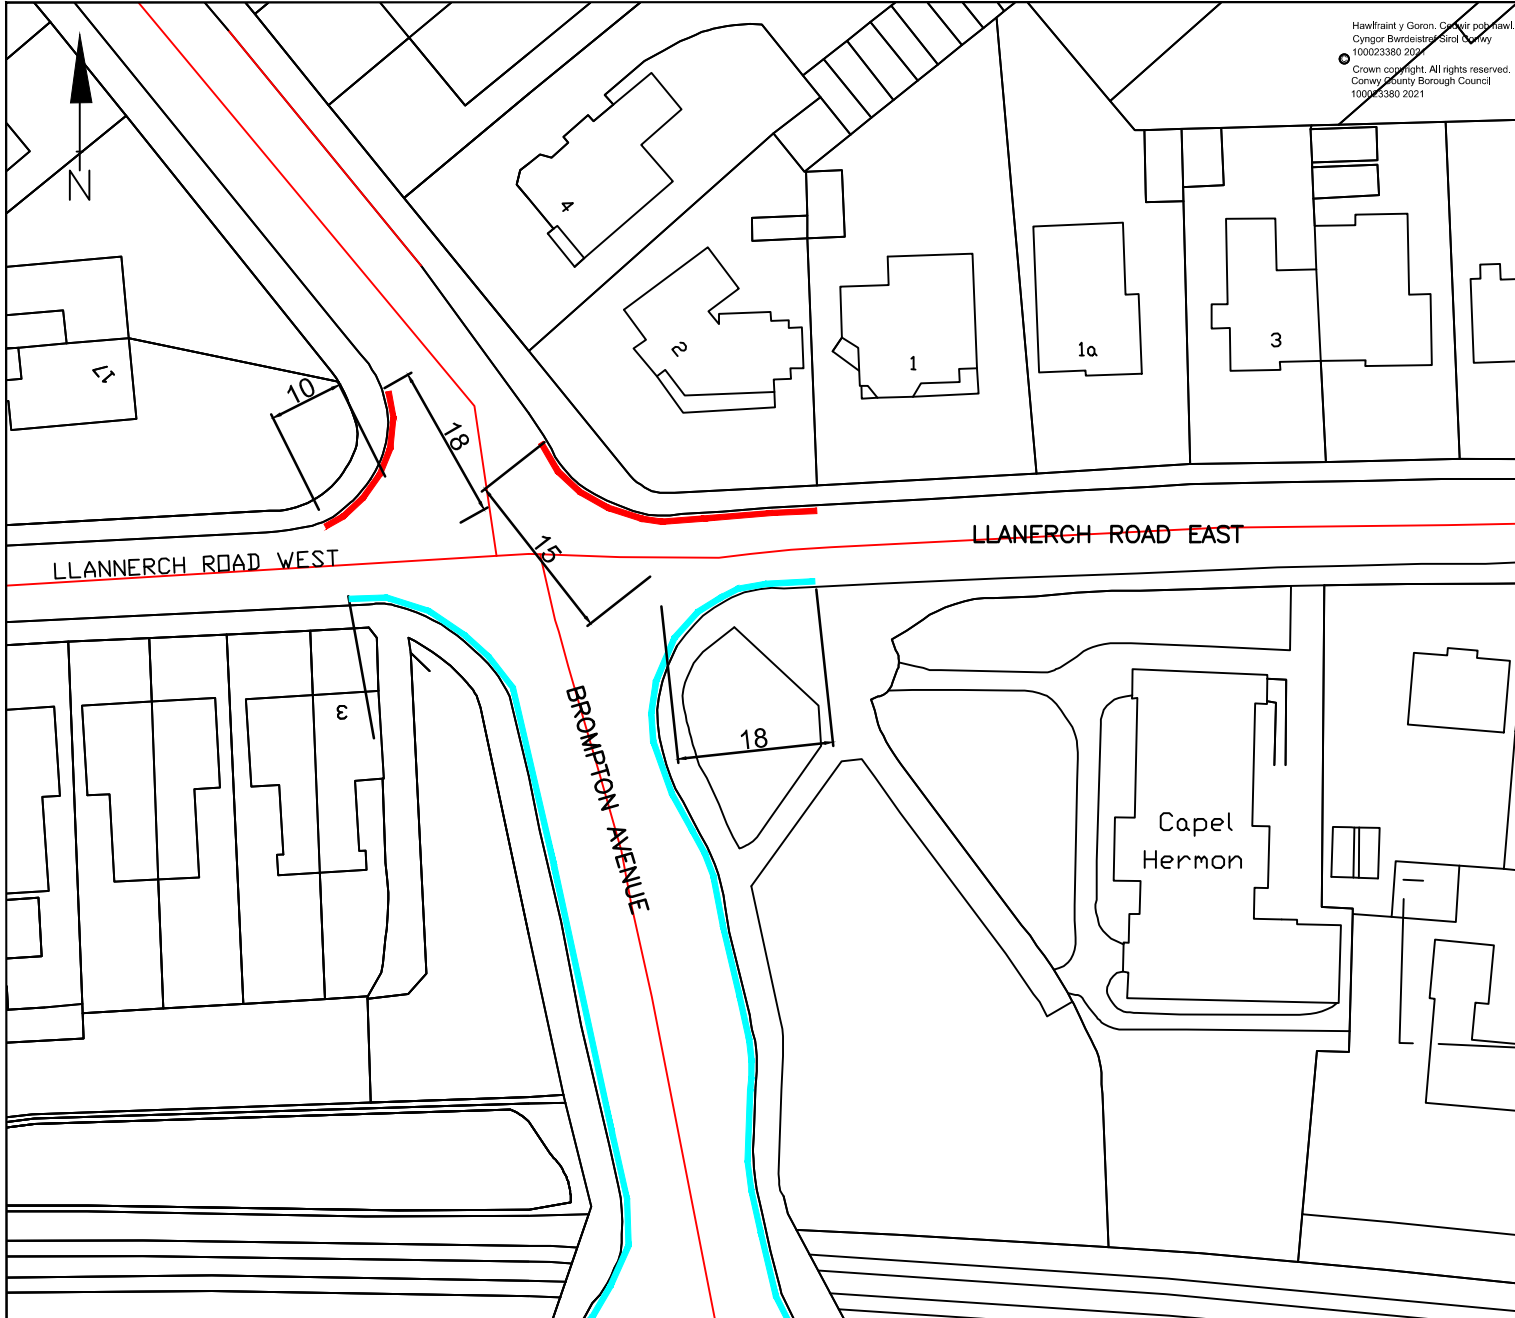 Hawlfraint y Goron. Cedwir pob hawl.
Cyngor Bwrdeistref Sirol Conwy
100023380 2021
Crown copyright. All rights reserved.
Conwy County Borough Council
100023380 2021
N
4
2
1
1a
3
17
10
18
15
LLANERCH ROAD EAST
LLANNERCH ROAD WEST
3
BROMPTON AVENUE
18
Capel
Hermon